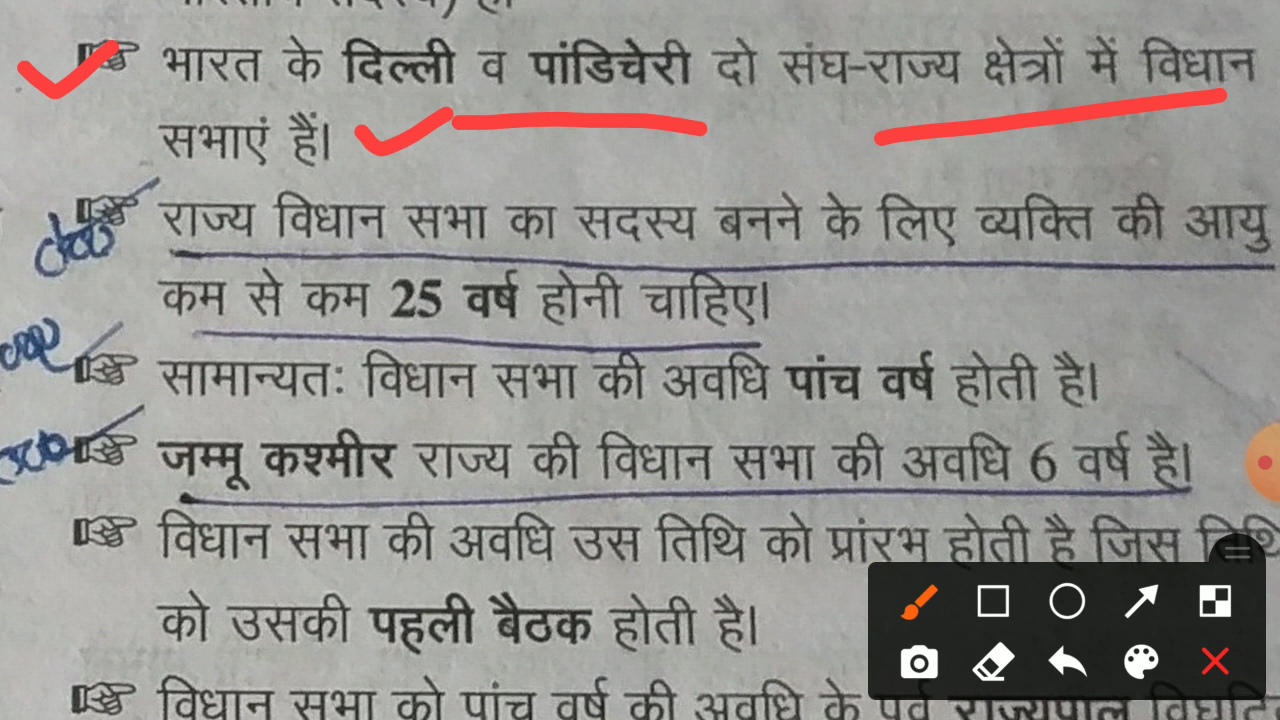 भारत के दिल्ली व पांडिचेरी दो संघ-राज्य क्षेत्रों में विधान
सभाएं हैं।
राज्य विधान सभा का सदस्य बनने के लिए व्यक्ति की आयु
कम से कम 25 वर्ष होनी चाहिए।
सामान्यतः विधान सभा की अवधि पांच वर्ष होती है।
जम्मू कश्मीर राज्य की विधान सभा की अवधि 6 वर्ष है।
विधान सभा की अवधि उस तिथि को प्रांरभ होती है जिस तिथि
को उसकी पहली बैठक होती है।
विधान सभा को पांच वर्ष की अवधि के पूर्व राज्यपाल